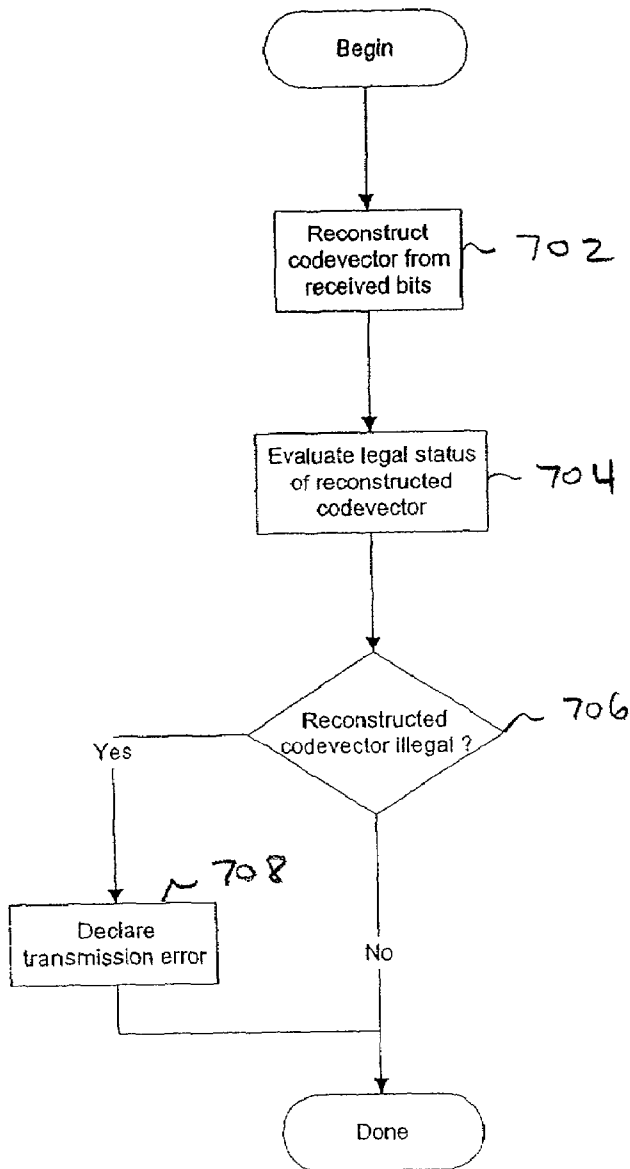 Begin
Reconstruct
codevector from
received bits
702
Evaluate legal status
of reconstructed
codevector
704
Reconstructed
codevector illegal ?
706
Yes
708
Declare
transmission error
No
Done